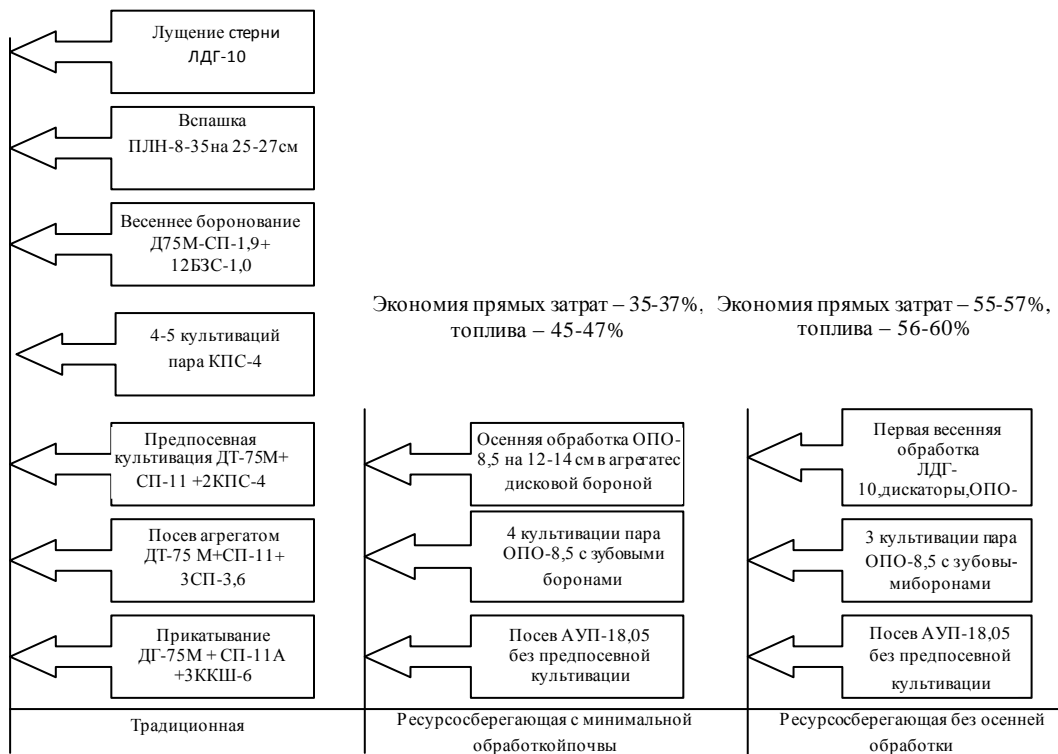 Лущение стерни
ЛДГ-10
Вспашка
ПЛН-8-35на 25-27см
Весеннее боронование
Д75М-СП-1,9+
12БЗС-1,0
4-5 культиваций
пара КПС-4
Предпосевная
культивация ДТ-75М+
СП-11 +2КПС-4
Посев агрегатом
ДТ-75 М+СП-11+
3СП-3,6
Прикатывание
ДГ-75М + СП-11А
+3ККШ-6
Традиционная
Экономия прямых затрат – 35-37%,
топлива – 45-47%
Осенняя обработка ОПО-
8,5 на 12-14 см в агрегатес
дисковой бороной
4 культивации пара
ОПО-8,5 с зубовыми
боронами
Посев АУП-18,05
без предпосевной
культивации
Ресурсосберегающая с минимальной
обработкойпочвы
Экономия прямых затрат – 55-57%,
топлива – 56-60%
Первая весенняя
обработка
ЛДГ-
10,дискаторы,ОПО-
3 культивации пара
ОПО-8,5 с зубовы-
миборонами
Посев АУП-18,05
без предпосевной
культивации
Ресурсосберегающая без осенней
обработки